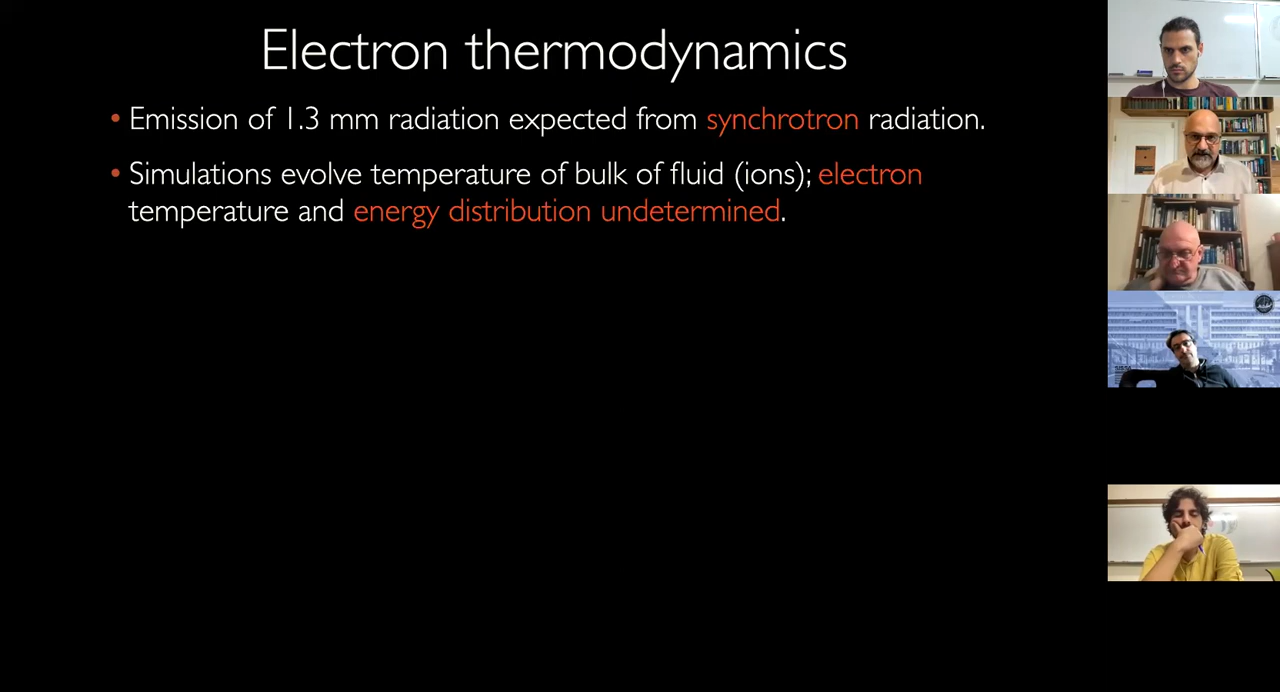 Electron thermodynamics
• Emission of 1.3 mm radiation expected from synchrotron radiation.
• Simulations evolve temperature of bulk of fluid (ions); electron
temperature and energy distribution undetermined.